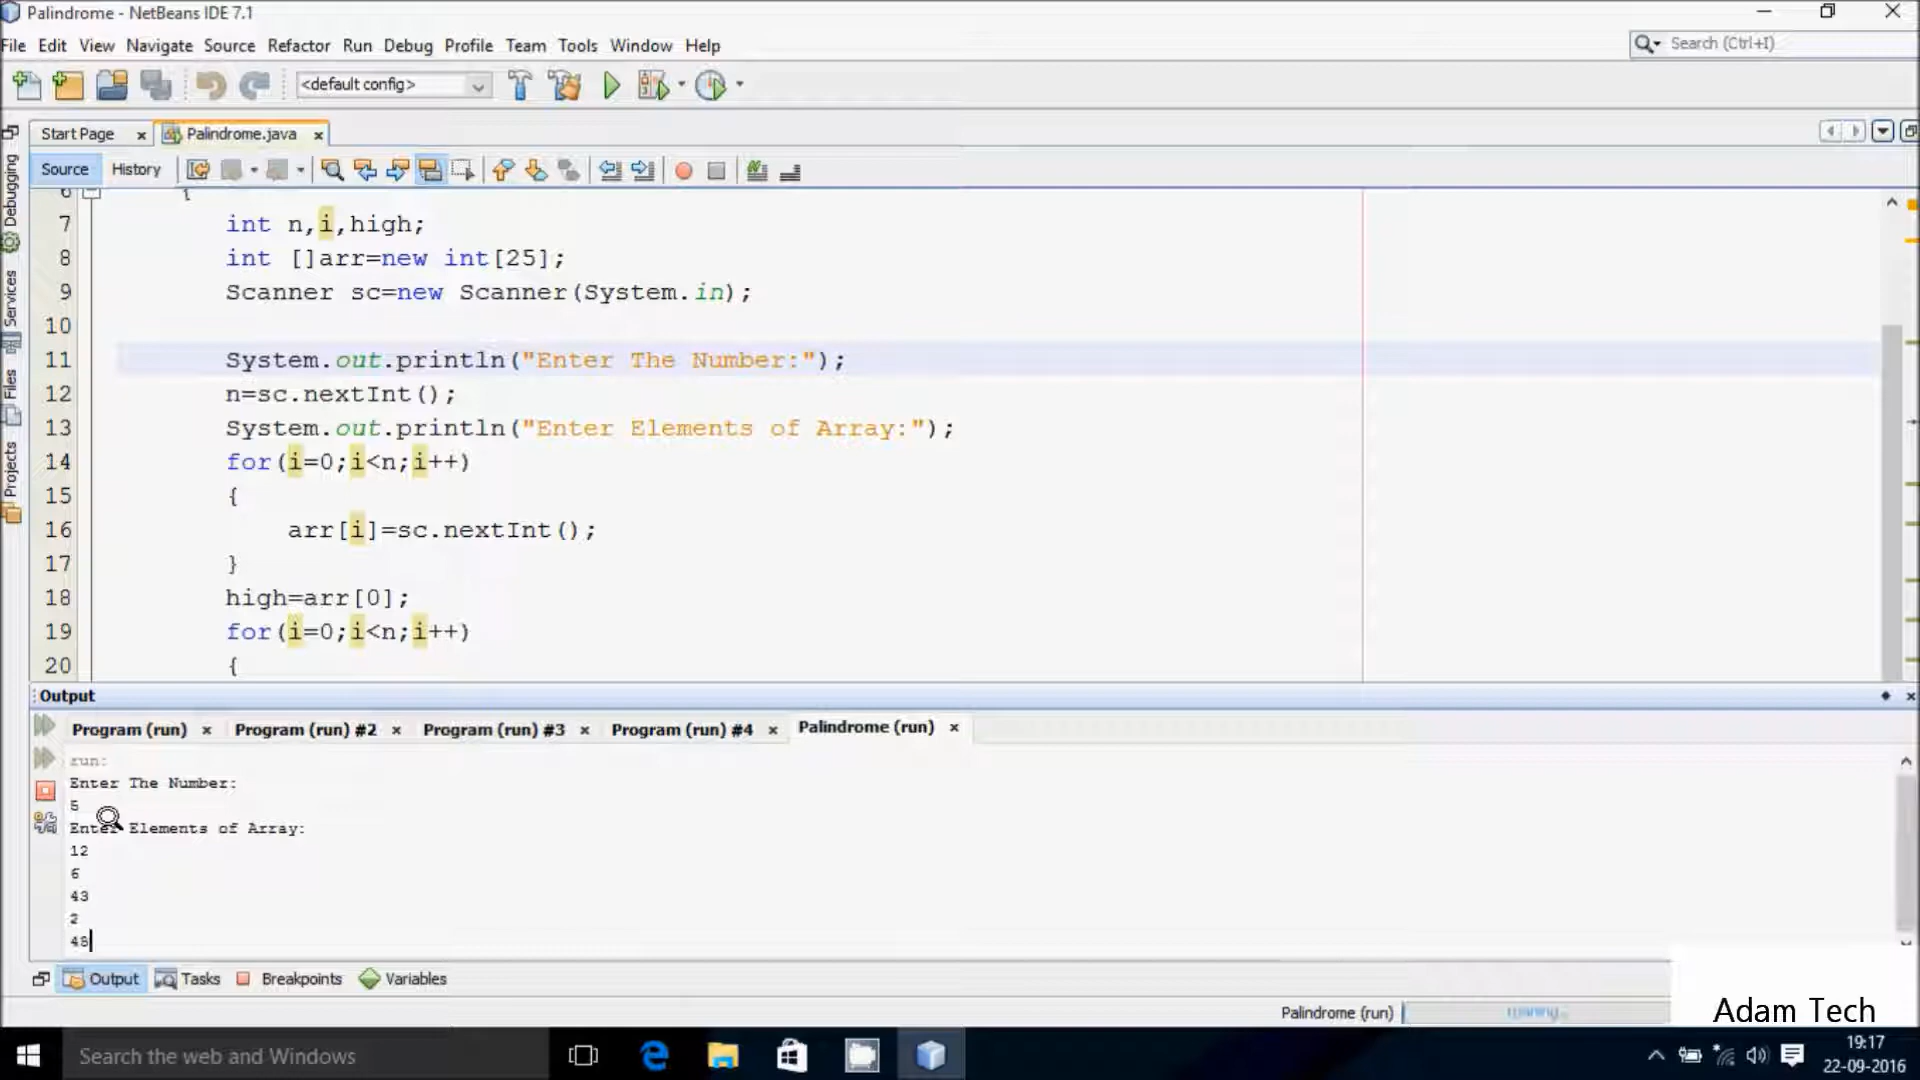 Palindrome - NetBeans IDE 7.1
File Edit View Navigate Source Refactor Run Debug Profile Team Tools Window Help
Search (Ctrl+I)
<default config>
Start Page
Palindrome.java
Source History
Debugging
Services
Files
Projects
6 {
7 int n,i,high;
8 int []arr=new int[25];
9 Scanner sc=new Scanner(System.in);
10
11 System.out.println("Enter The Number:");
12 n=sc.nextInt();
13 System.out.println("Enter Elements of Array:");
14 for(i=0;i<n;i++)
15 {
16 arr[i]=sc.nextInt();
17 }
18 high=arr[0];
19 for(i=0;i<n;i++)
20 {
Output
Program (run) Program (run) #2 Program (run) #3 Program (run) #4 Palindrome (run)
run:
Enter The Number:
5
Enter Elements of Array:
12
6
43
2
48
Output Tasks Breakpoints Variables
Palindrome (run) running...
Adam Tech
Search the web and Windows
19:17
22-09-2016